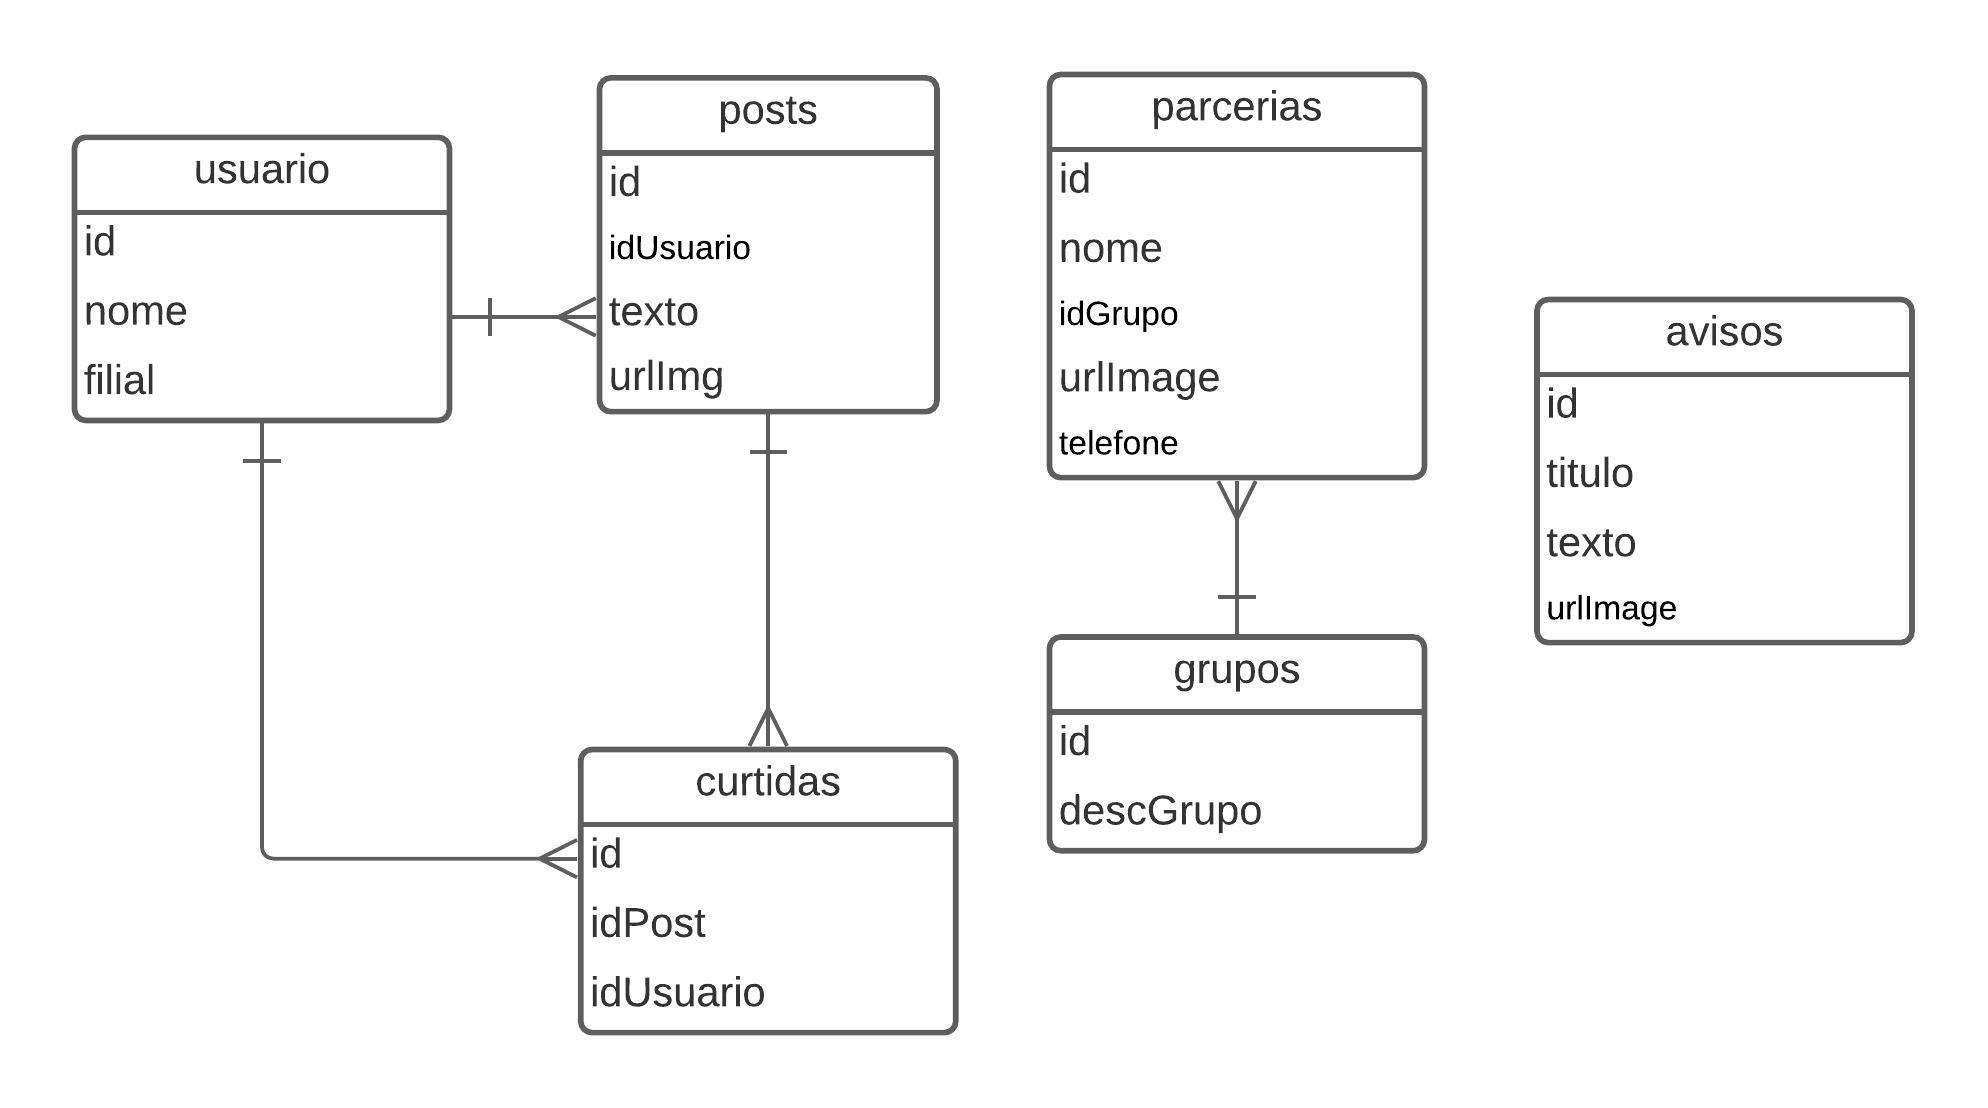 usuario
id
nome
filial
posts
id
idUsuario
texto
urlImg
curtidas
id
idPost
idUsuario
parcerias
id
nome
idGrupo
urlImage
telefone
grupos
id
descGrupo
avisos
id
titulo
texto
urlImage